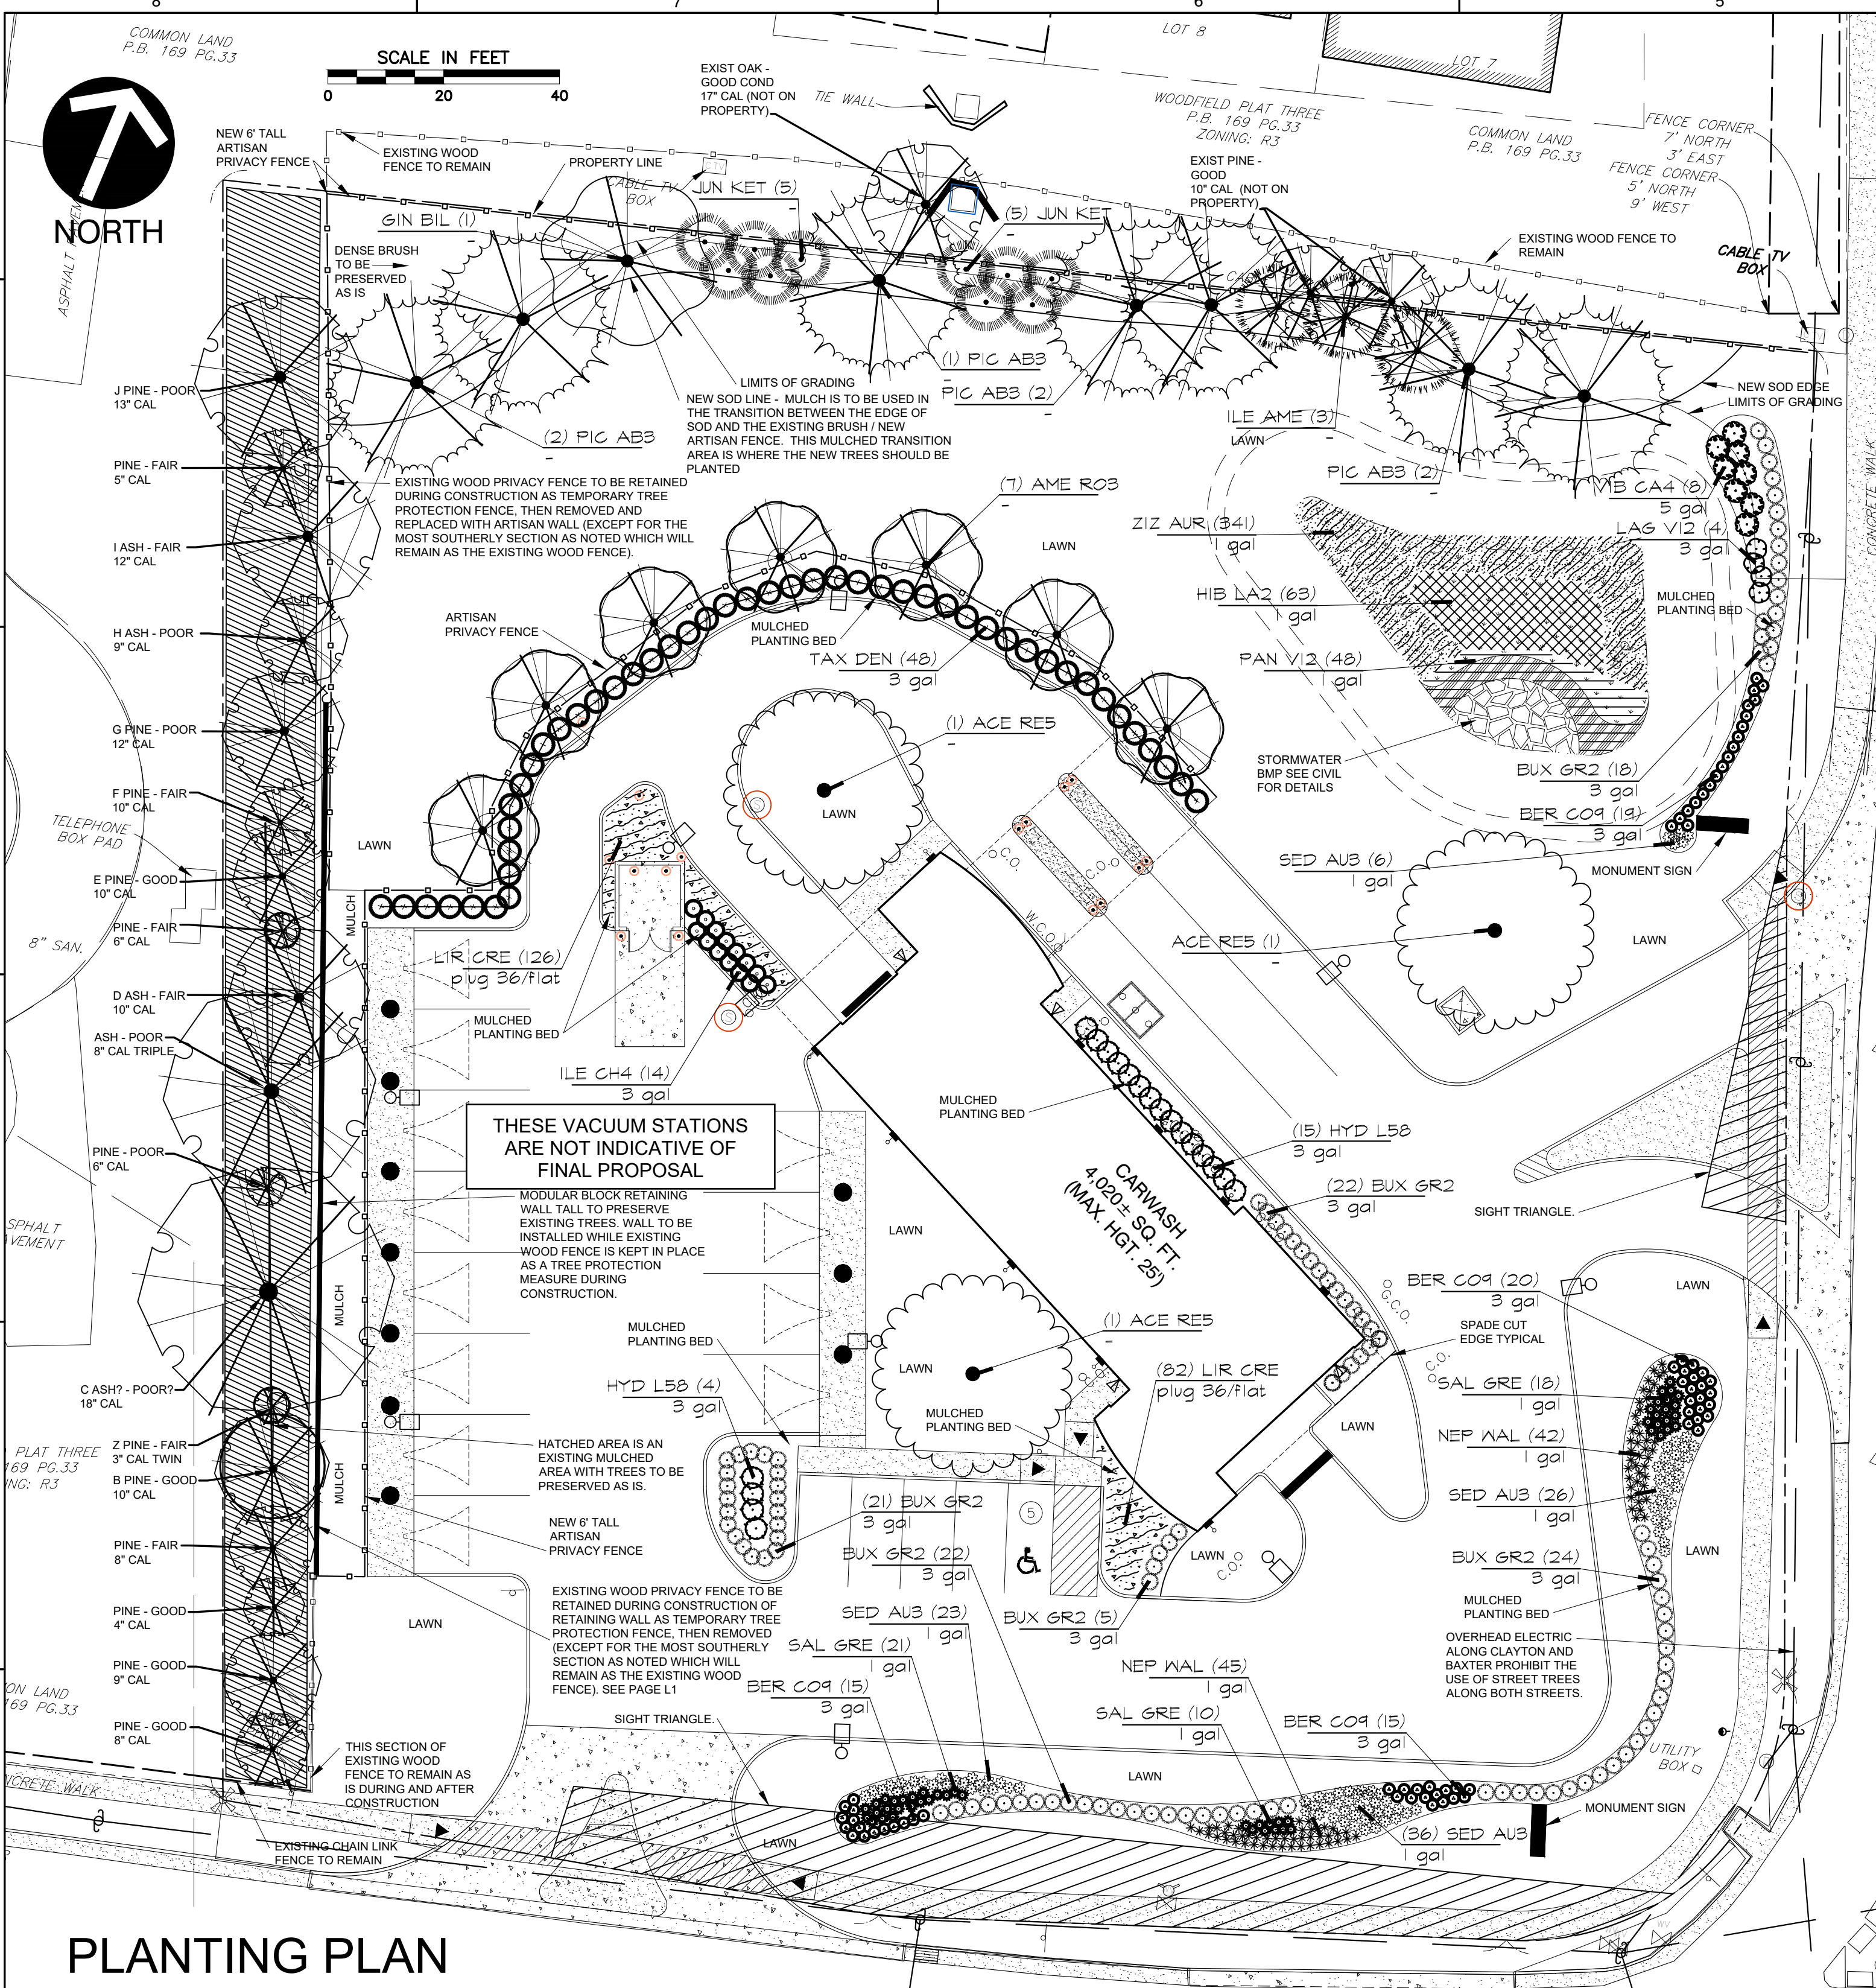 8
7
6
5
COMMON LAND
P.B. 169 PG.33
SCALE IN FEET
0 20 40
NORTH
ASPHALT
NEW 6' TALL
ARTISAN
PRIVACY FENCE
EXISTING WOOD
FENCE TO REMAIN
PROPERTY LINE
CABLE TV
BOX
C TV
JUN KET (5)
GIN BIL (1)
DENSE BRUSH
TO BE
PRESERVED
AS IS
EXIST OAK -
GOOD COND
17" CAL (NOT ON
PROPERTY)
TIE WALL
(5) JUN KET
LOT 8
LOT 7
WOODFIELD PLAT THREE
P.B. 169 PG.33
ZONING: R3
EXIST PINE -
GOOD
10" CAL (NOT ON
PROPERTY)
COMMON LAND
P.B. 169 PG.33
FENCE CORNER
7' NORTH
3' EAST
FENCE CORNER
5' NORTH
9' WEST
EXISTING WOOD FENCE TO
REMAIN
CABLE TV
BOX
NEW SOD EDGE
LIMITS OF GRADING
(1) PIC AB3
PIC AB3 (2)
LIMITS OF GRADING
NEW SOD LINE - MULCH IS TO BE USED IN
THE TRANSITION BETWEEN THE EDGE OF
SOD AND THE EXISTING BRUSH / NEW
ARTISAN FENCE. THIS MULCHED TRANSITION
AREA IS WHERE THE NEW TREES SHOULD BE
PLANTED
(2) PIC AB3
ILE AME (3)
LAWN
PIC AB3 (2)
VIB CA4 (8)
5 gal
LAG VI2 (4)
3 gal
MULCHED
PLANTING BED
CONCRETE WALK
EXISTING WOOD PRIVACY FENCE TO BE RETAINED
DURING CONSTRUCTION AS TEMPORARY TREE
PROTECTION FENCE, THEN REMOVED AND
REPLACED WITH ARTISAN WALL (EXCEPT FOR THE
MOST SOUTHERLY SECTION AS NOTED WHICH WILL
REMAIN AS THE EXISTING WOOD FENCE).
(7) AME RO3
LAWN
ZIZ AUR (341)
1 gal
HIB LA2 (63)
1 gal
PAN VI2 (48)
1 gal
STORMWATER
BMP SEE CIVIL
FOR DETAILS
BUX GR2 (18)
3 gal
BER CO9 (19)
3 gal
SED AU3 (6)
1 gal
MONUMENT SIGN
J PINE - POOR
13" CAL
PINE - FAIR
5" CAL
I ASH - FAIR
12" CAL
H ASH - POOR
9" CAL
G PINE - POOR
12" CAL
F PINE - FAIR
10" CAL
TELEPHONE
BOX PAD
E PINE - GOOD
10" CAL
PINE - FAIR
6" CAL
8" SAN.
D ASH - FAIR
10" CAL
ASH - POOR
8" CAL TRIPLE
PINE - POOR
6" CAL
C ASH? - POOR?
18" CAL
Z PINE - FAIR
3" CAL TWIN
B PINE - GOOD
10" CAL
PINE - FAIR
8" CAL
PINE - GOOD
4" CAL
PINE - GOOD
9" CAL
PINE - GOOD
8" CAL
PLAT THREE
169 PG.33
NG: R3
ON LAND
169 PG.33
SPHALT
VEMENT
NCRETE WALK
ARTISAN
PRIVACY FENCE
MULCHED
PLANTING BED
TAX DEN (48)
3 gal
(1) ACE RE5
LAWN
LAWN
MULCH
LIR CRE (126)
plug 36/flat
MULCHED
PLANTING BED
ILE CH4 (14)
3 gal
S
S
S
C.O.
C.O.
W.C.O.
ACE RE5 (1)
LAWN
THESE VACUUM STATIONS
ARE NOT INDICATIVE OF
FINAL PROPOSAL
MODULAR BLOCK RETAINING
WALL TALL TO PRESERVE
EXISTING TREES. WALL TO BE
INSTALLED WHILE EXISTING
WOOD FENCE IS KEPT IN PLACE
AS A TREE PROTECTION
MEASURE DURING
CONSTRUCTION.
MULCH
MULCH
MULCHED
PLANTING BED
CARWASH
4,020± SQ. FT.
(MAX. HGT. 25')
(15) HYD L58
3 gal
(22) BUX GR2
3 gal
SIGHT TRIANGLE.
LAWN
(1) ACE RE5
LAWN
(82) LIR CRE
plug 36/flat
MULCHED
PLANTING BED
MULCHED
PLANTING BED
HYD L58 (4)
3 gal
HATCHED AREA IS AN
EXISTING MULCHED
AREA WITH TREES TO BE
PRESERVED AS IS.
NEW 6' TALL
ARTISAN
PRIVACY FENCE
(21) BUX GR2
3 gal
BUX GR2 (22)
3 gal
5
G.C.O.
C.O.
SPADE CUT
EDGE TYPICAL
BER CO9 (20)
3 gal
LAWN
SAL GRE (18)
1 gal
NEP WAL (42)
1 gal
SED AU3 (26)
1 gal
LAWN
BUX GR2 (24)
3 gal
MULCHED
PLANTING BED
OVERHEAD ELECTRIC
ALONG CLAYTON AND
BAXTER PROHIBIT THE
USE OF STREET TREES
ALONG BOTH STREETS.
LAWN
LAWN
C.O.
BUX GR2 (5)
3 gal
EXISTING WOOD PRIVACY FENCE TO BE
RETAINED DURING CONSTRUCTION OF
RETAINING WALL AS TEMPORARY TREE
PROTECTION FENCE, THEN REMOVED
(EXCEPT FOR THE MOST SOUTHERLY
SECTION AS NOTED WHICH WILL
REMAIN AS THE EXISTING WOOD
FENCE). SEE PAGE L1
LAWN
SED AU3 (23)
1 gal
SAL GRE (21)
1 gal
BER CO9 (15)
3 gal
SIGHT TRIANGLE.
NEP WAL (45)
1 gal
SAL GRE (10)
1 gal
BER CO9 (15)
3 gal
LAWN
UTILITY
BOX
MONUMENT SIGN
(36) SED AU3
1 gal
LAWN
THIS SECTION OF
EXISTING WOOD
FENCE TO REMAIN AS
IS DURING AND AFTER
CONSTRUCTION
EXISTING CHAIN LINK
FENCE TO REMAIN
WV
PLANTING PLAN